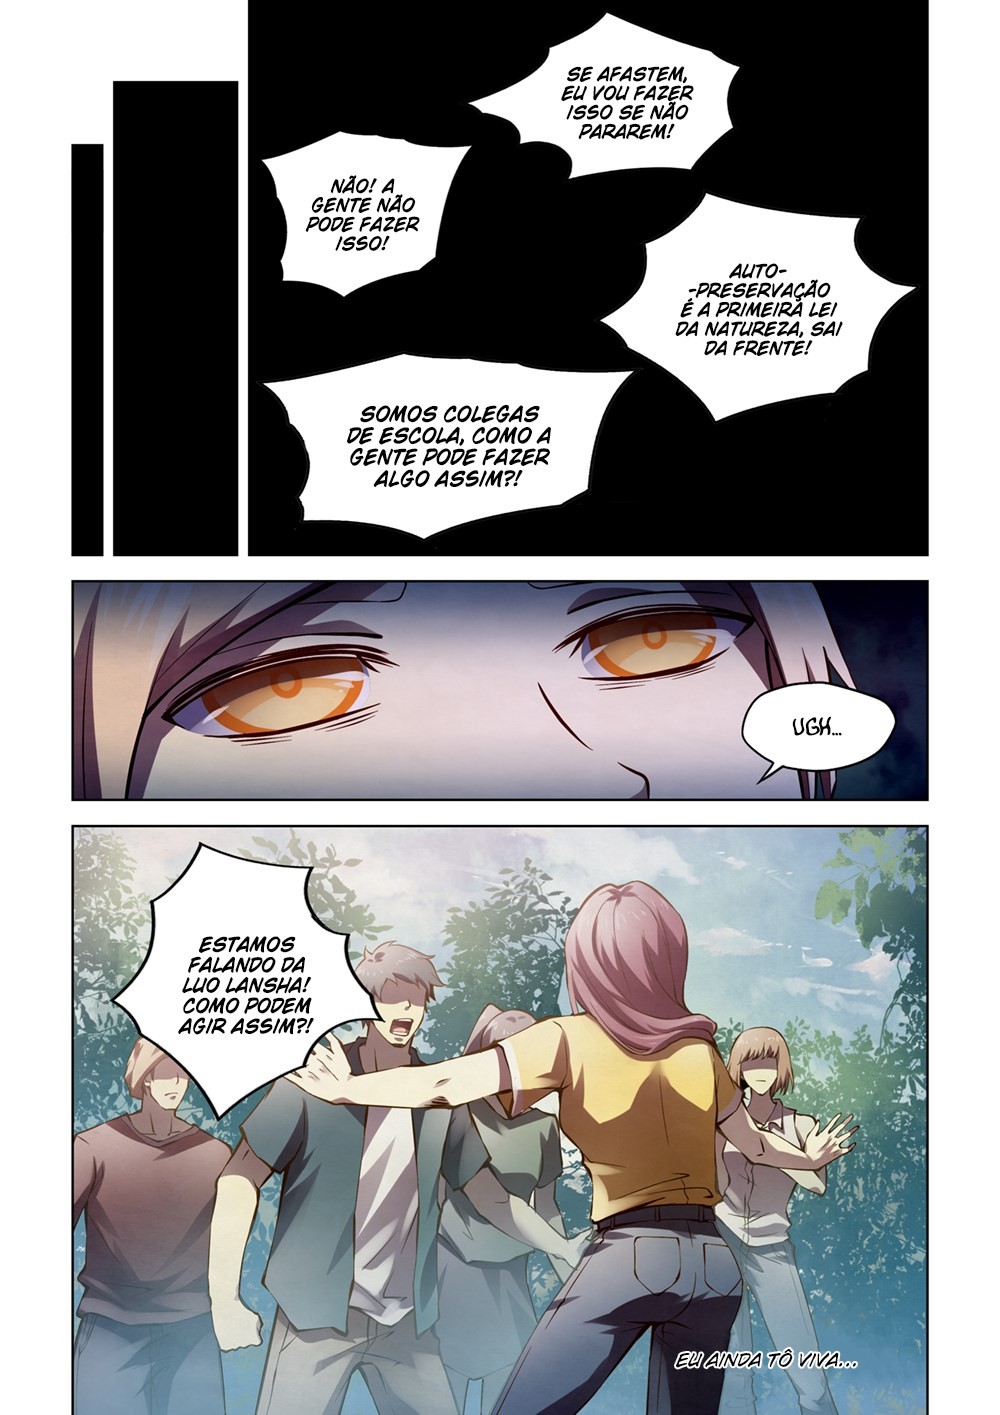 SE AFASTEM,
EU VOU FAZER
ISSO SE NÃO
PARAREM!
NÃO! A
GENTE NÃO
PODE FAZER
ISSO!
AUTO-
-PRESERVAÇÃO
É A PRIMEIRA LEI
DA NATUREZA, SAI
DA FRENTE!
SOMOS COLEGAS
DE ESCOLA, COMO A
GENTE PODE FAZER
ALGO ASSIM?!
UGH...
ESTAMOS
FALANDO DA
LUO LANSHA!
COMO PODEM
AGIR ASSIM?!
EU AINDA TÔ VIVA...